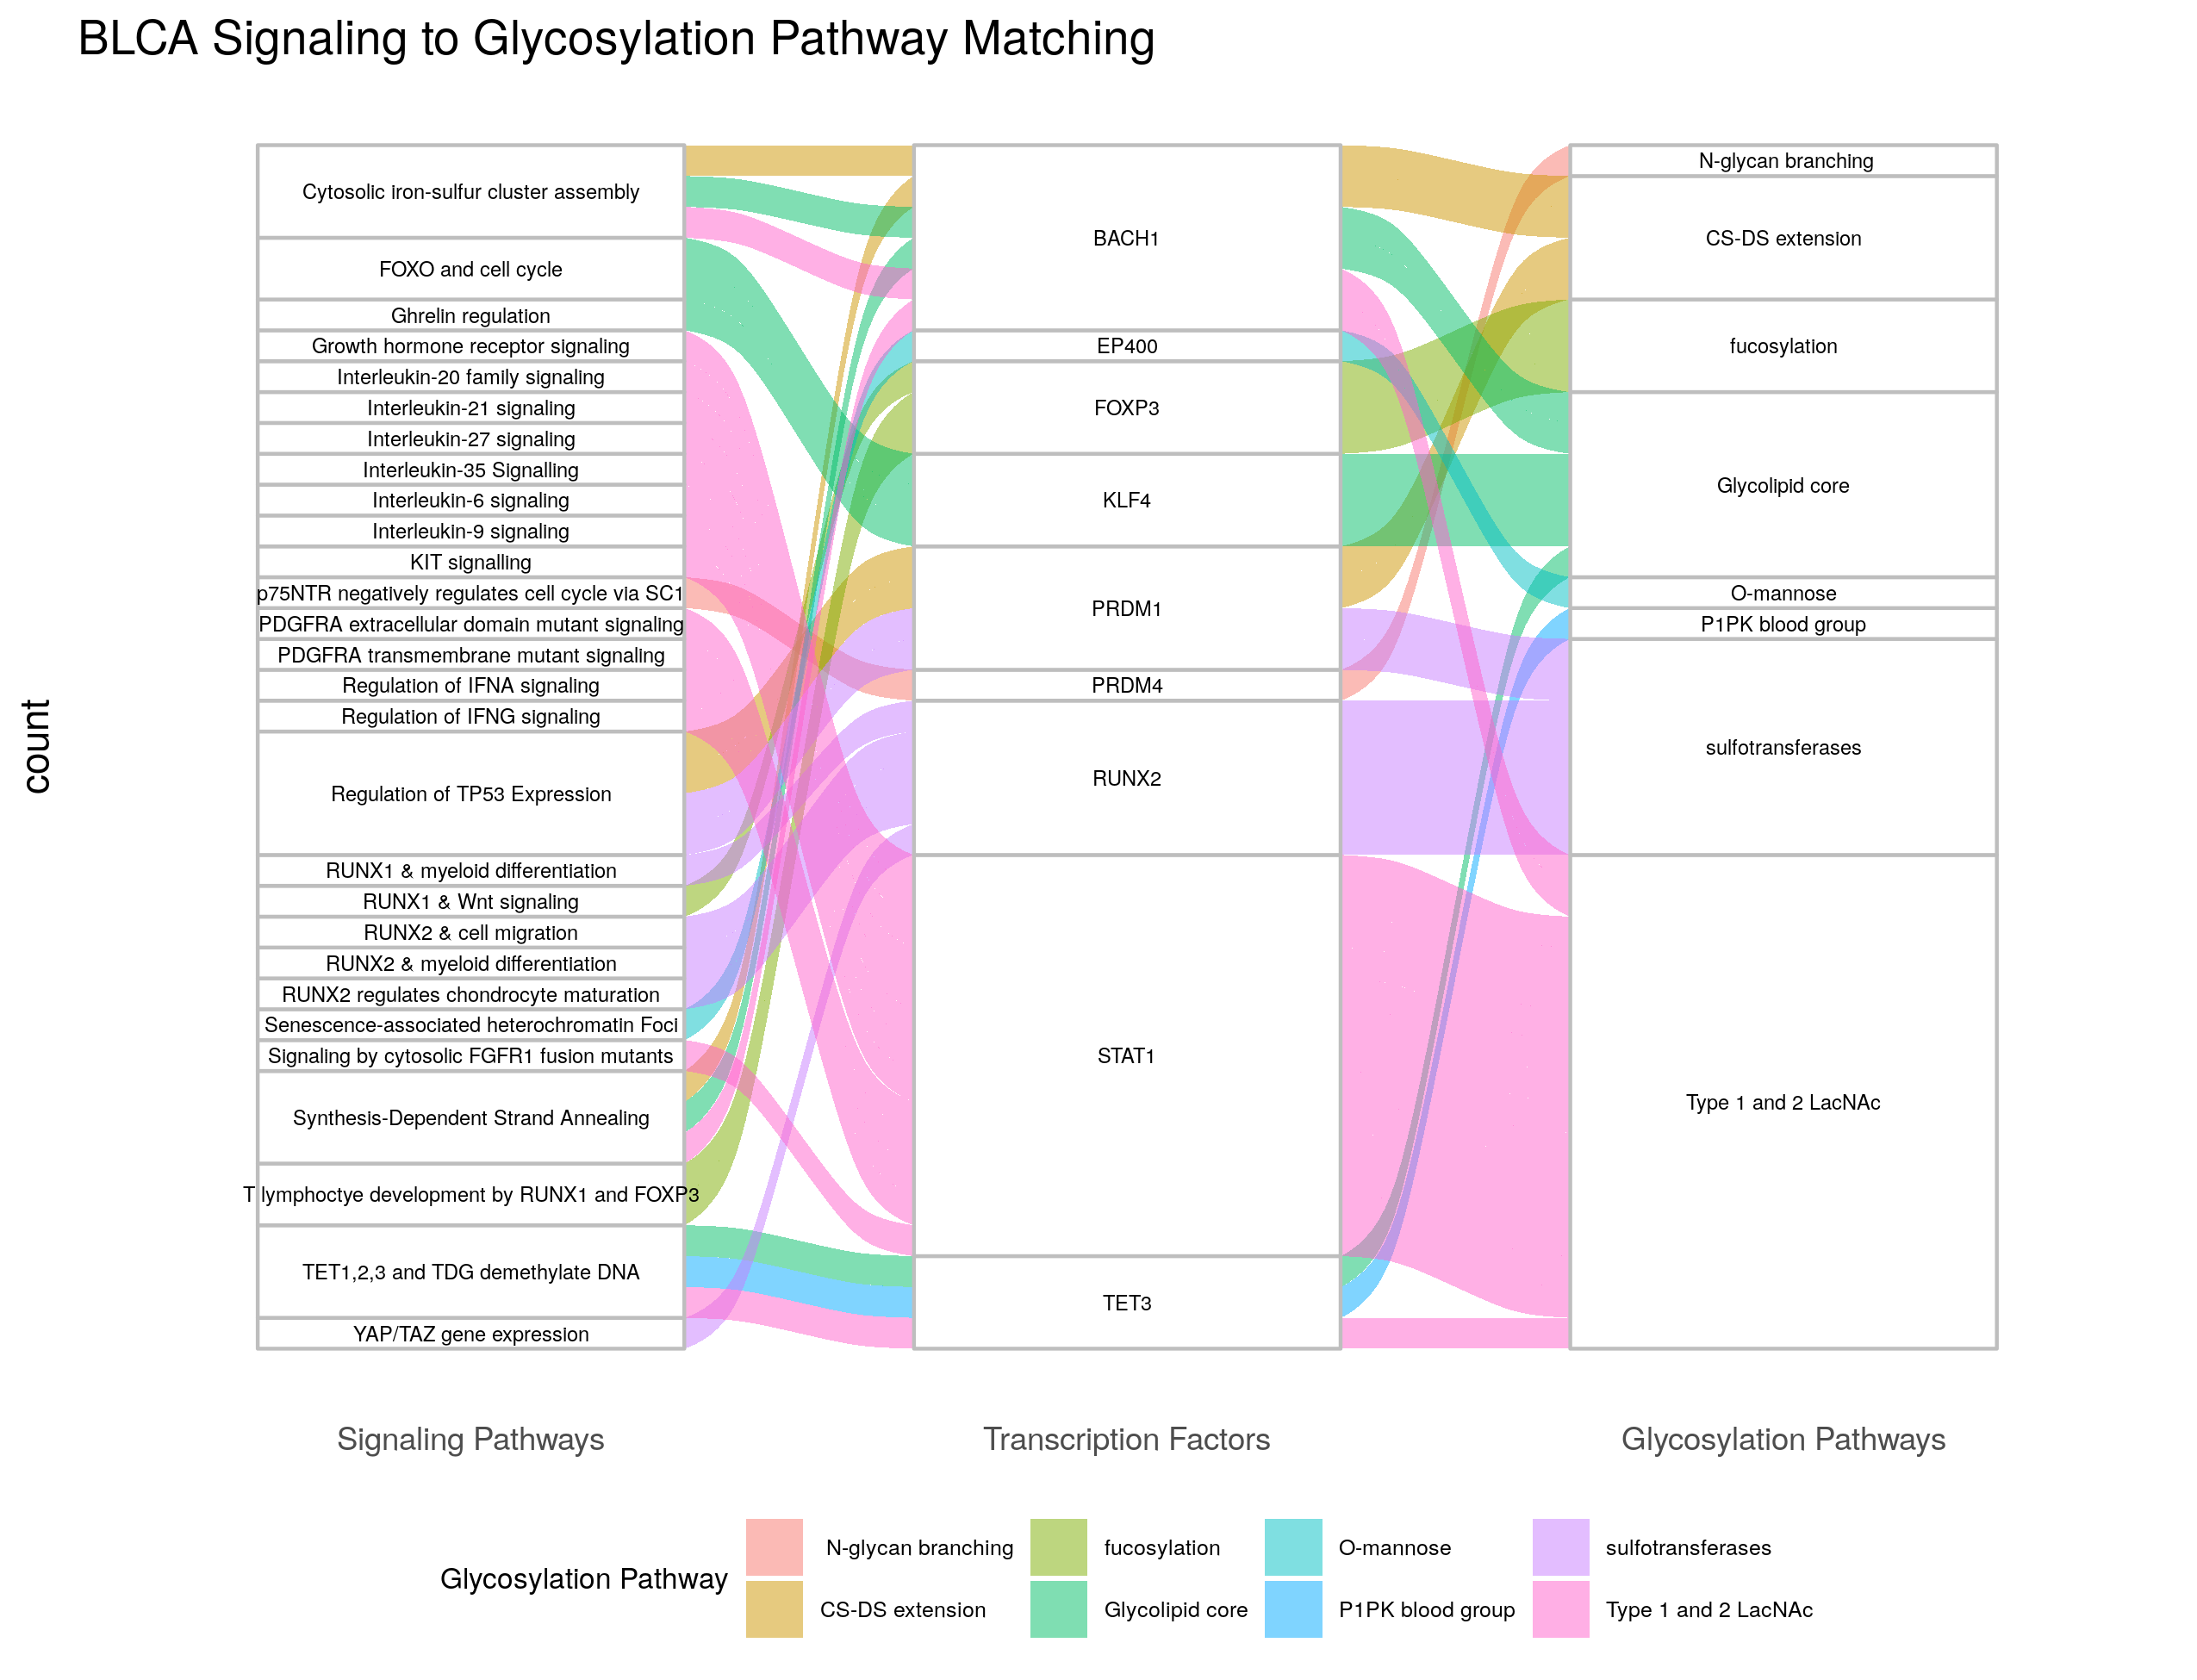 BLCA Signaling to Glycosylation Pathway Matching
count
Cytosolic iron-sulfur cluster assembly
FOXO and cell cycle
Ghrelin regulation
Growth hormone receptor signaling
Interleukin-20 family signaling
Interleukin-21 signaling
Interleukin-27 signaling
Interleukin-35 Signalling
Interleukin-6 signaling
Interleukin-9 signaling
KIT signalling
p75NTR negatively regulates cell cycle via SC1
PDGFRA extracellular domain mutant signaling
PDGFRA transmembrane mutant signaling
Regulation of IFNA signaling
Regulation of IFNG signaling
Regulation of TP53 Expression
RUNX1 & myeloid differentiation
RUNX1 & Wnt signaling
RUNX2 & cell migration
RUNX2 & myeloid differentiation
RUNX2 regulates chondrocyte maturation
Senescence-associated heterochromatin Foci
Signaling by cytosolic FGFR1 fusion mutants
Synthesis-Dependent Strand Annealing
T lymphoctye development by RUNX1 and FOXP3
TET1,2,3 and TDG demethylate DNA
YAP/TAZ gene expression
BACH1
EP400
FOXP3
KLF4
PRDM1
PRDM4
RUNX2
STAT1
TET3
N-glycan branching
CS-DS extension
fucosylation
Glycolipid core
O-mannose
P1PK blood group
sulfotransferases
Type 1 and 2 LacNAc
Signaling Pathways
Transcription Factors
Glycosylation Pathways
Glycosylation Pathway
N-glycan branching
CS-DS extension
fucosylation
Glycolipid core
O-mannose
P1PK blood group
sulfotransferases
Type 1 and 2 LacNAc